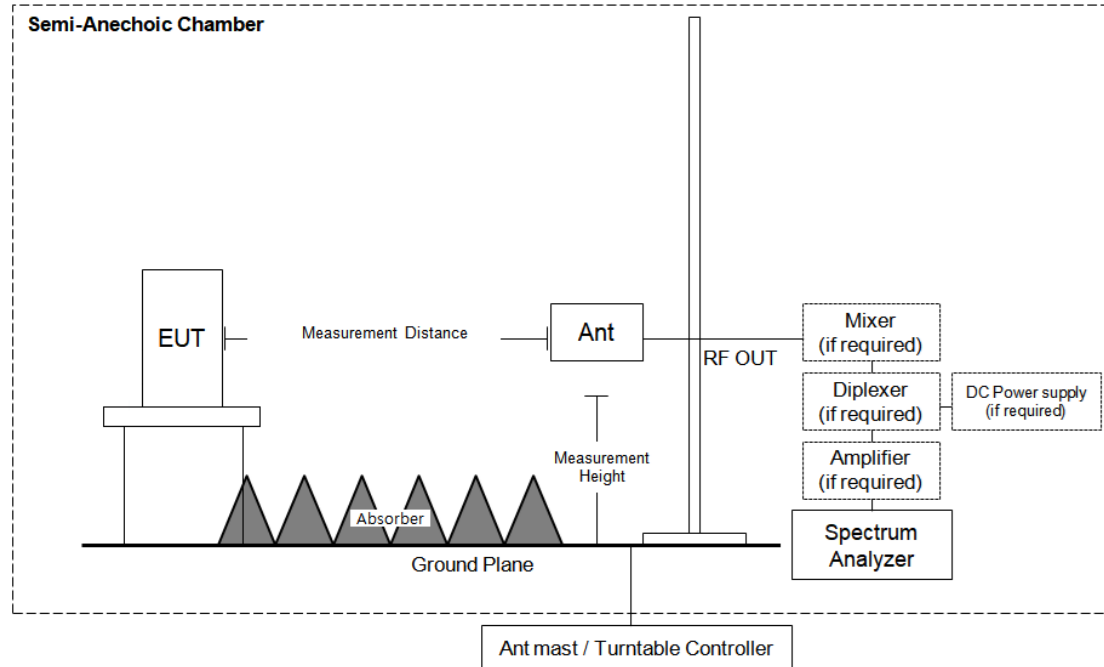 Semi-Anechoic Chamber
EUT
Measurement Distance
Ant
RF OUT
Mixer
(if required)
Diplexer
(if required)
DC Power supply
(if required)
Measurement
Height
Amplifier
(if required)
Absorber
Spectrum
Analyzer
Ground Plane
Ant mast / Turntable Controller